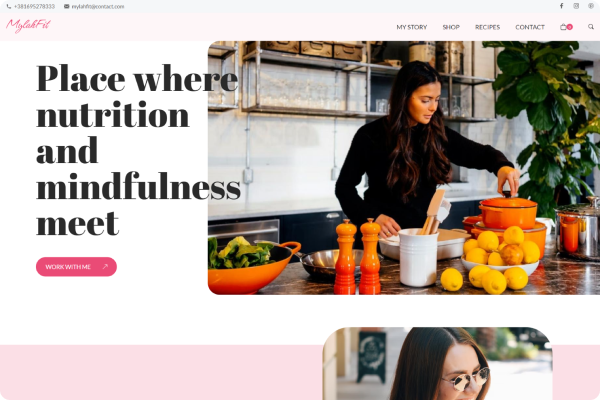 +381695278333 mylahfit@contact.com
MylahFit
MY STORY SHOP RECIPES CONTACT
Place where
nutrition
and
mindfulness
meet
WORK WITH ME